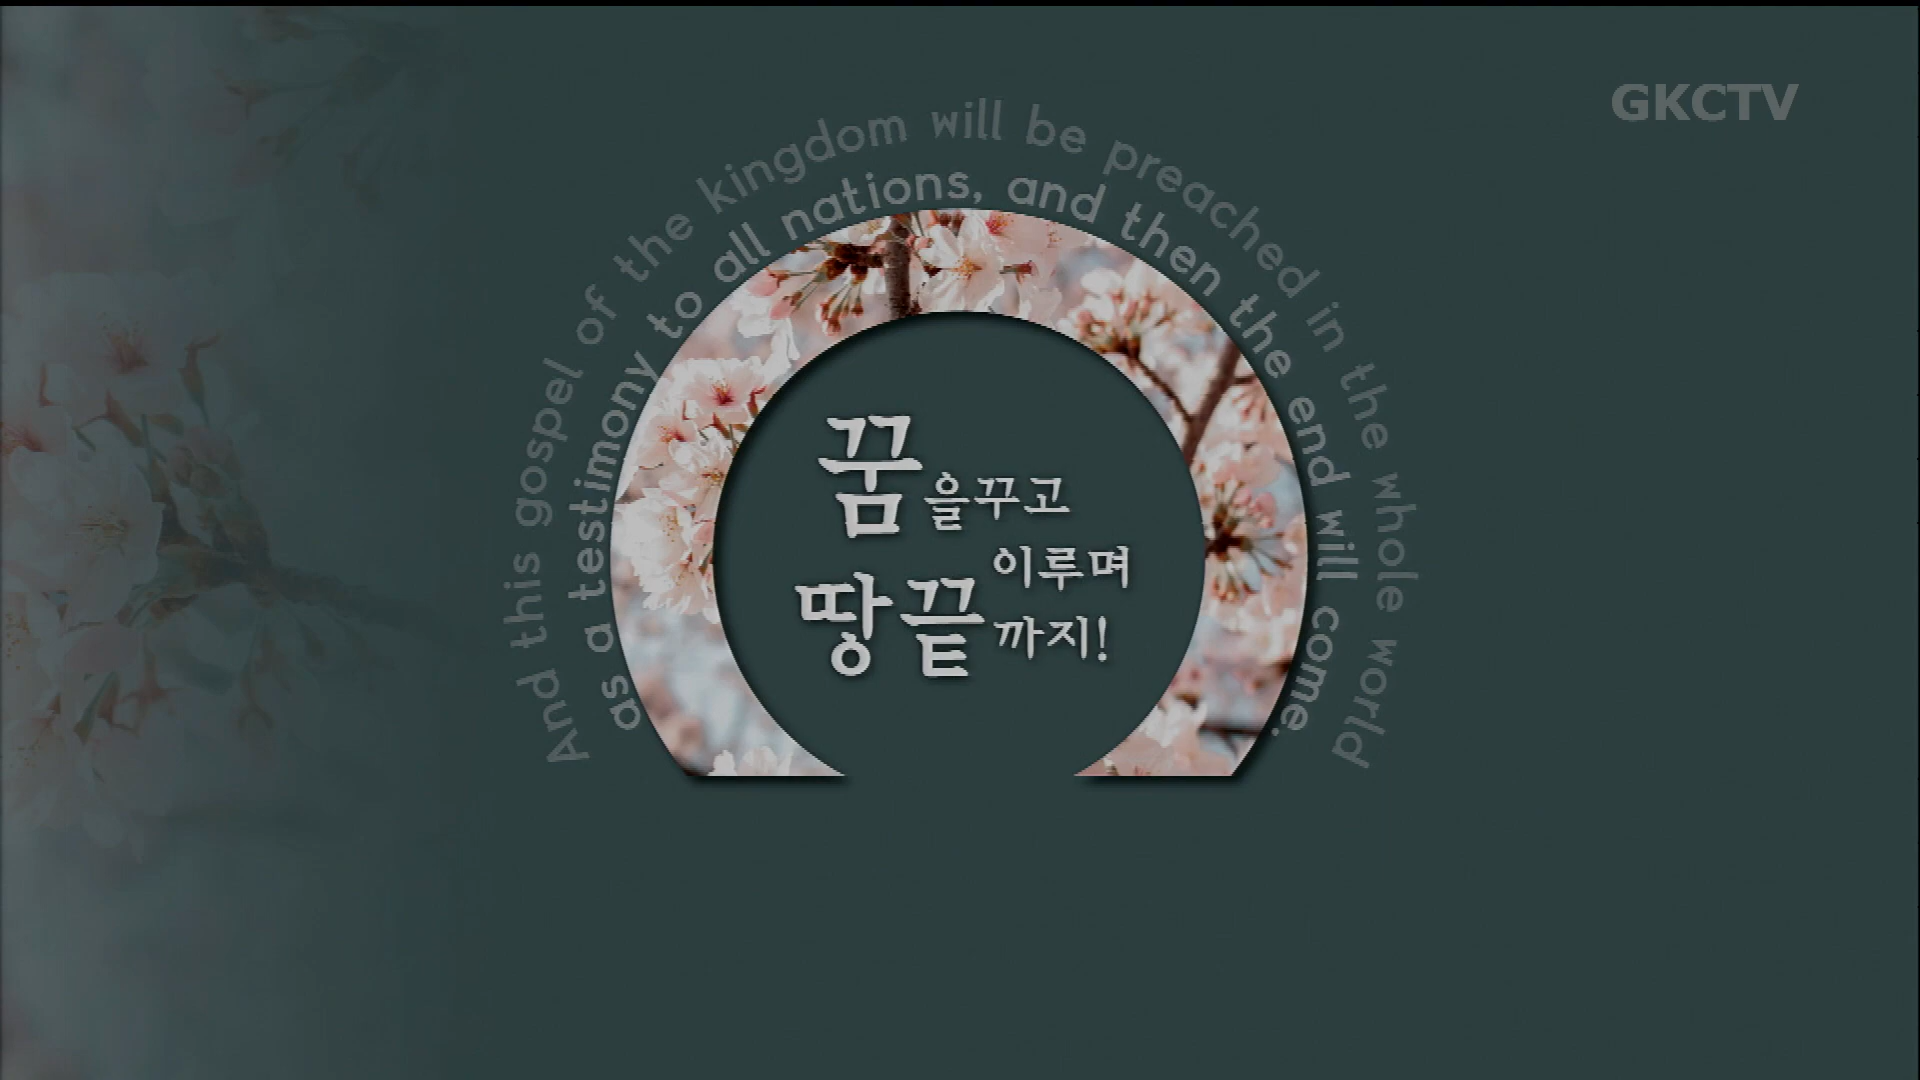 GKCTV
And this gospel of the kingdom will be preached in the whole world
as a testimony to all nations, and then the end will come.
꿈을꾸고
이루며
땅끝까지!